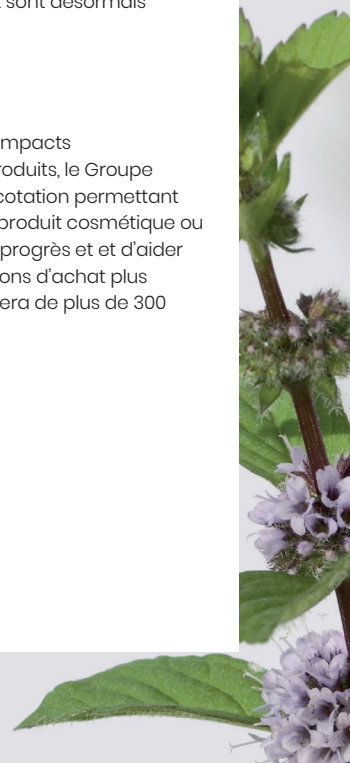 sont désormais
mpacts
roduits, le Groupe
cotation permettant
produit cosmétique ou
progrès et et d'aider
ons d'achat plus
era de plus de 300